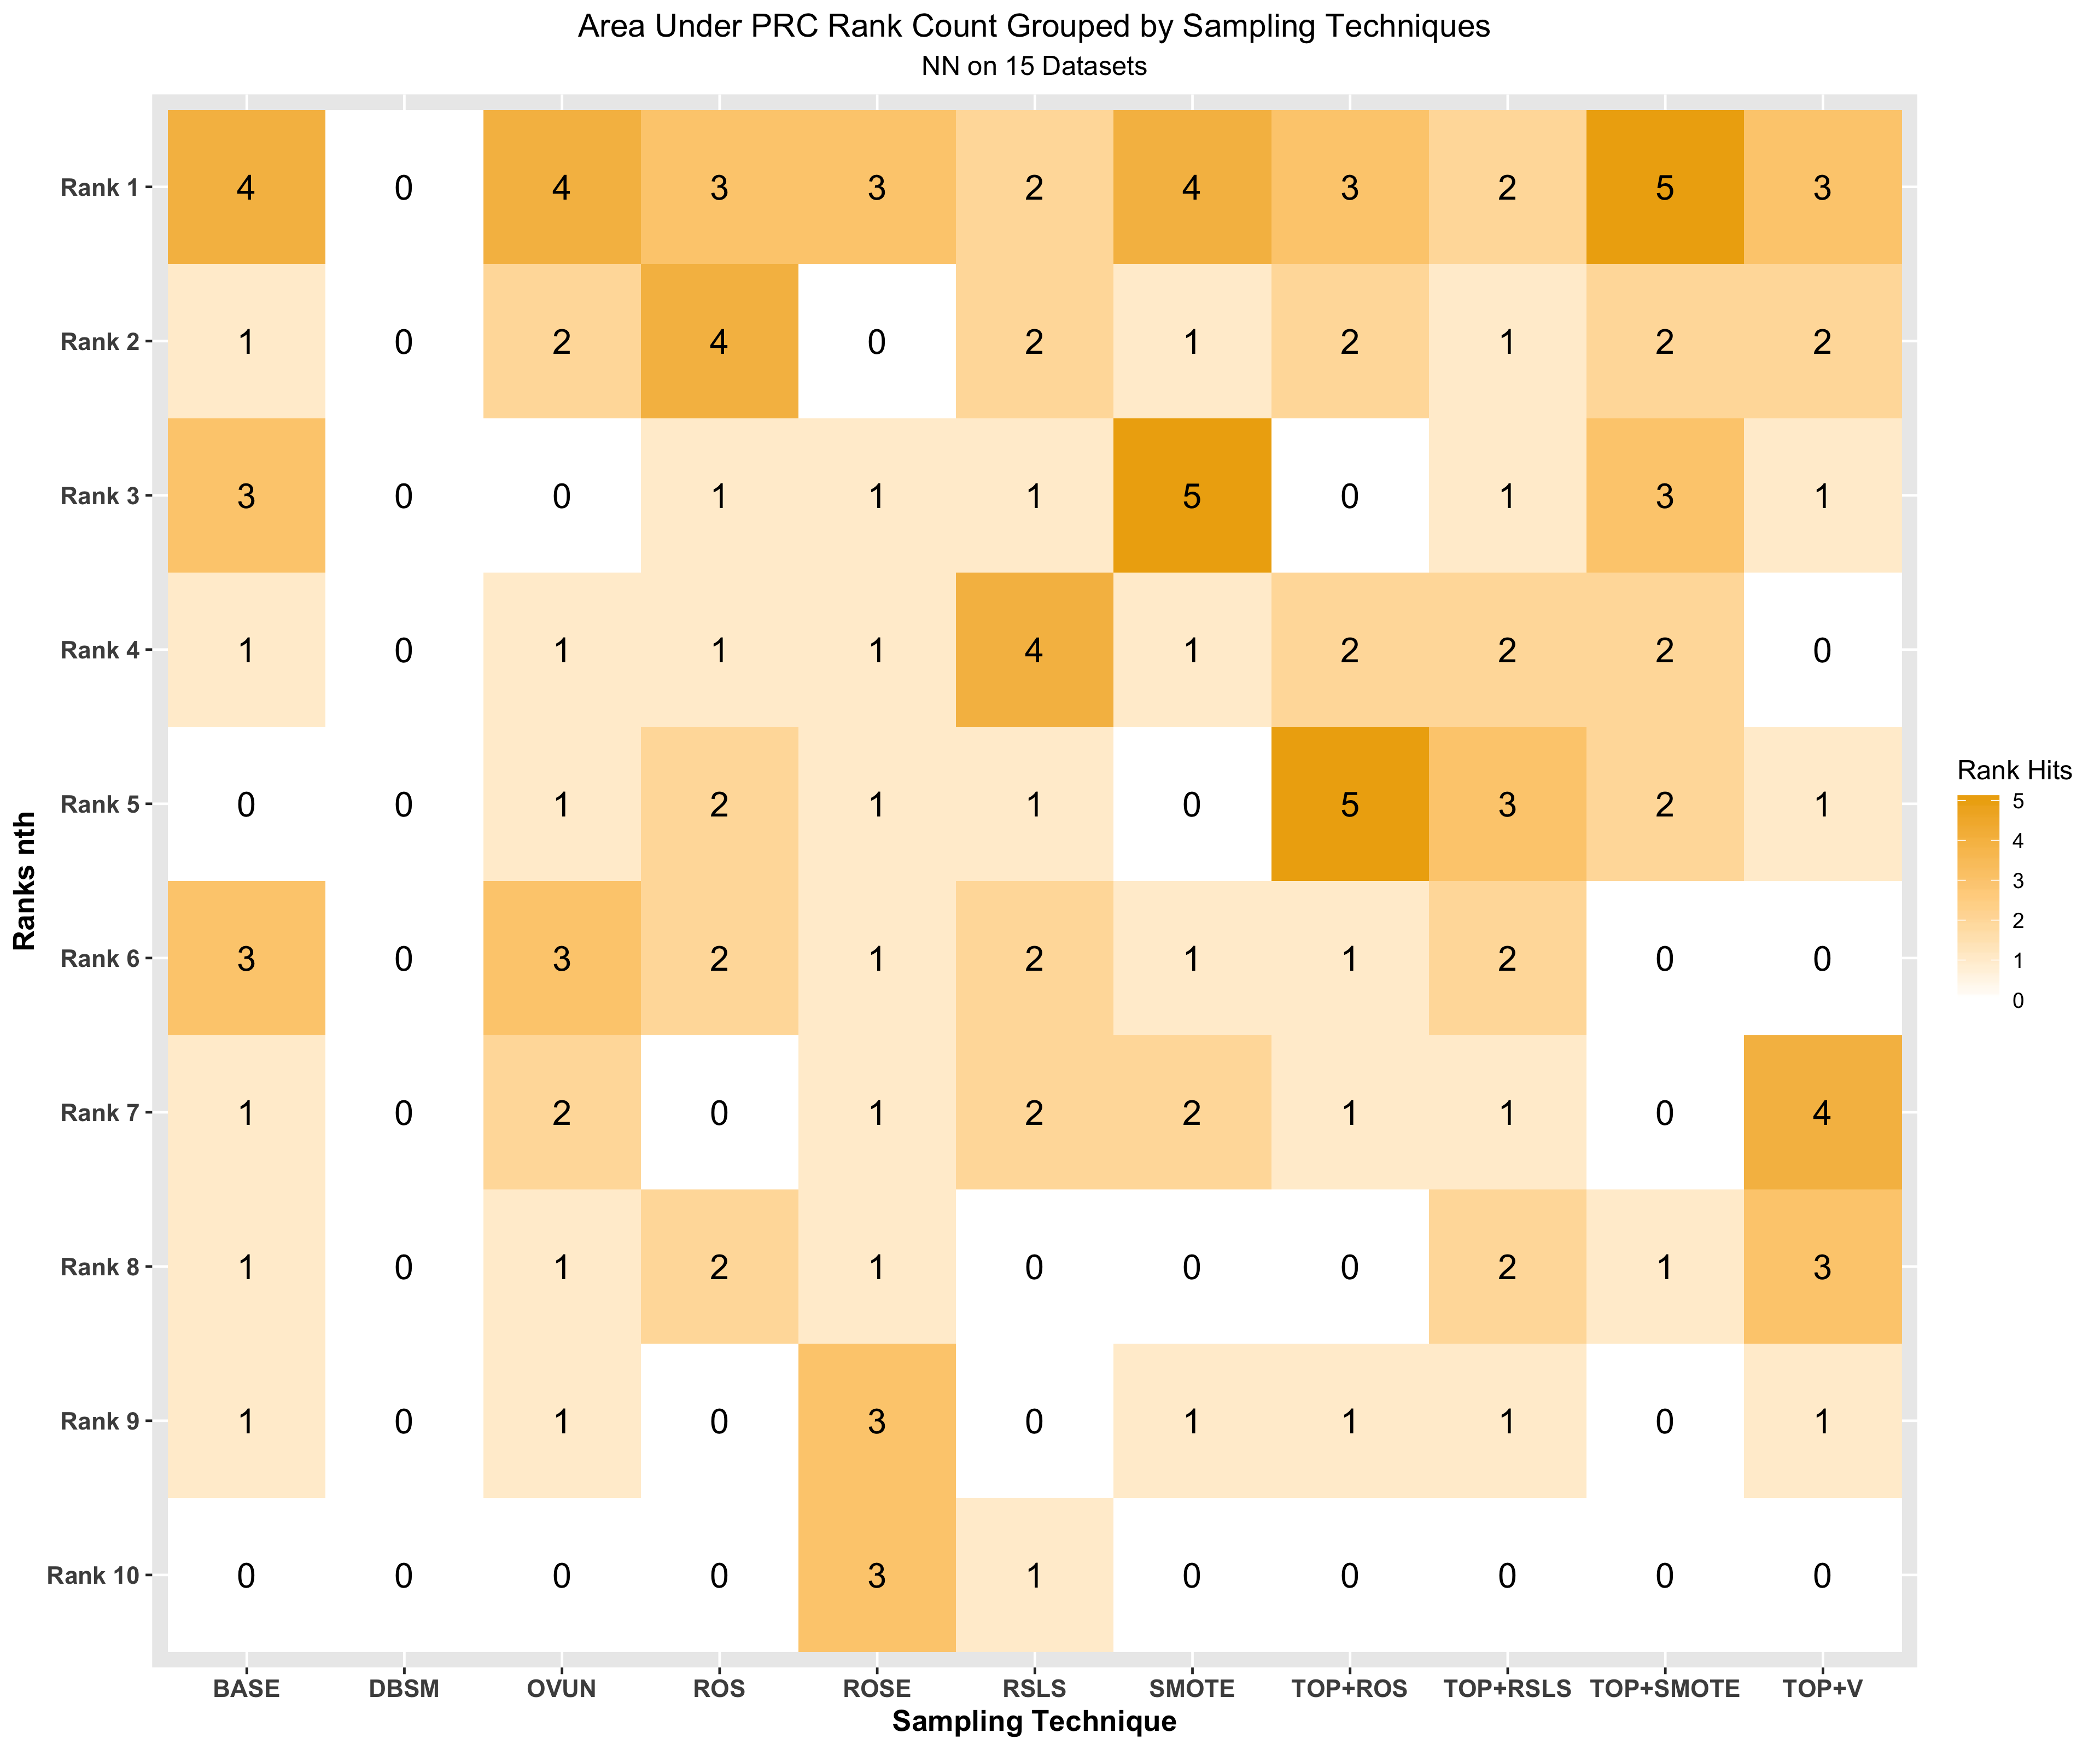 Area Under PRC Rank Count Grouped by Sampling Techniques
NN on 15 Datasets
Rank 1 4 0 4 3 3 2 4 3 2 5 3
Rank 2 1 0 2 4 0 2 1 2 1 2 2
Rank 3 3 0 0 1 1 1 5 0 1 3 1
Rank 4 1 0 1 1 1 4 1 2 2 2 0
Rank 5 0 0 1 2 1 1 0 5 3 2 1
Rank 6 3 0 3 2 1 2 1 1 2 0 0
Rank 7 1 0 2 0 1 2 2 1 1 0 4
Rank 8 1 0 1 2 1 0 0 0 2 1 3
Rank 9 1 0 1 0 3 0 1 1 1 0 1
Rank 10 0 0 0 0 3 1 0 0 0 0 0
BASE DBSM OVUN ROS ROSE RSLS SMOTE TOP+ROS TOP+RSLS TOP+SMOTE TOP+V
Sampling Technique
Ranks nth
Rank Hits
5
4
3
2
1
0